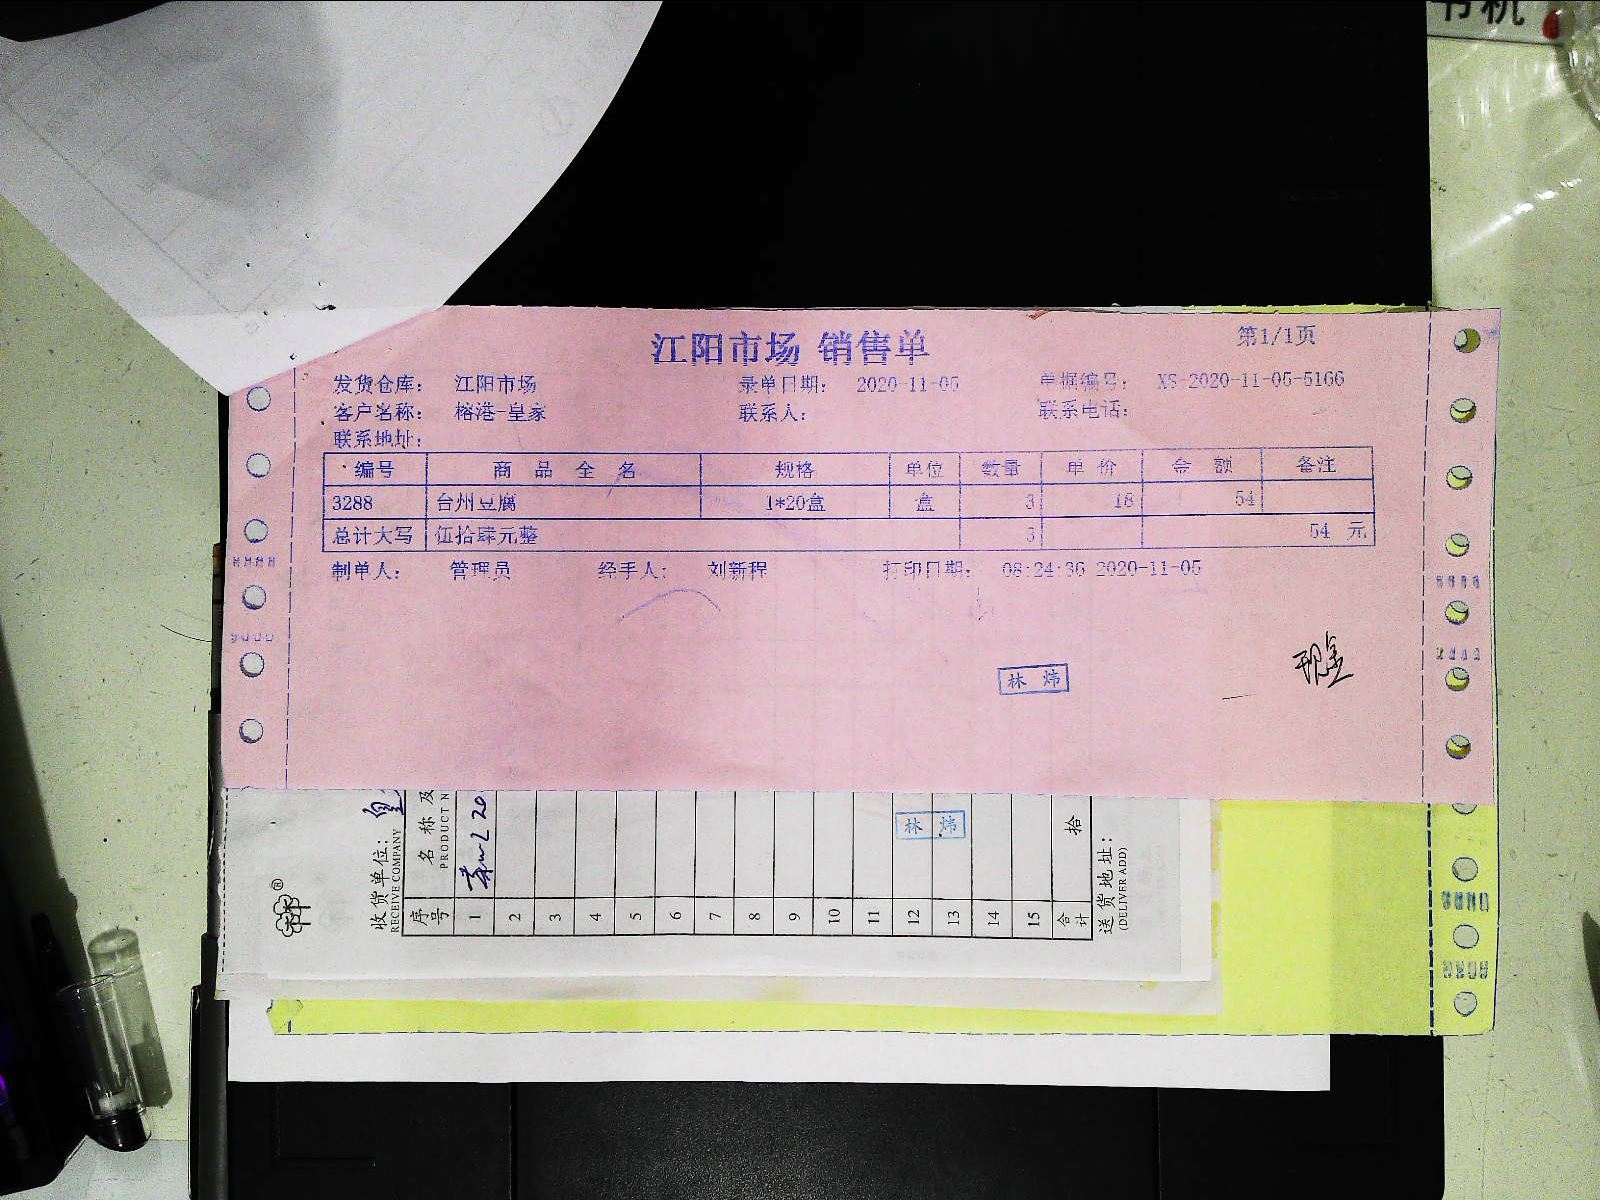 江阳市场 销售单
第1/1页
发货仓库： 江阳市场 录单日期： 2020-11-05 单据编号： XS-2020-11-05-5166
客户名称： 榕港-皇家 联系人： 联系电话：
联系地址：
编号 商品全名 规格 单位 数量 单价 金额 备注
3288 台州豆腐 1*20盒 盒 3 18 54
总计大写 伍拾肆元整 3 54 元
制单人： 管理员 经手人： 刘新程 打印日期： 08:24:36 2020-11-05
现金
林炜
收货单位：
RECEIVE COMPANY
序号 名称及
PRODUCT N
1
2
3
4
5
6
7
8
9
10
11
12
13
14
15
合计 拾
林炜
送货地址：
(DELIVER ADD)